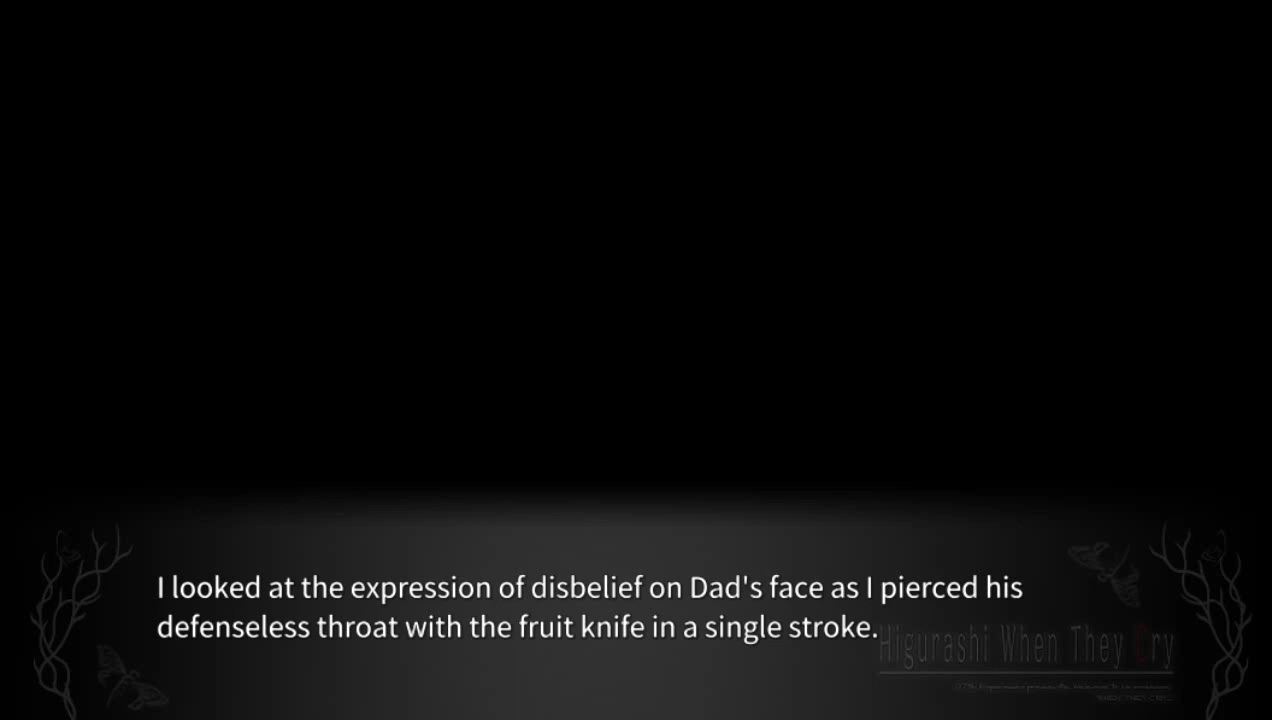 I looked at the expression of disbelief on Dad's face as I pierced his
defenseless throat with the fruit knife in a single stroke.
Higurashi When They Cry